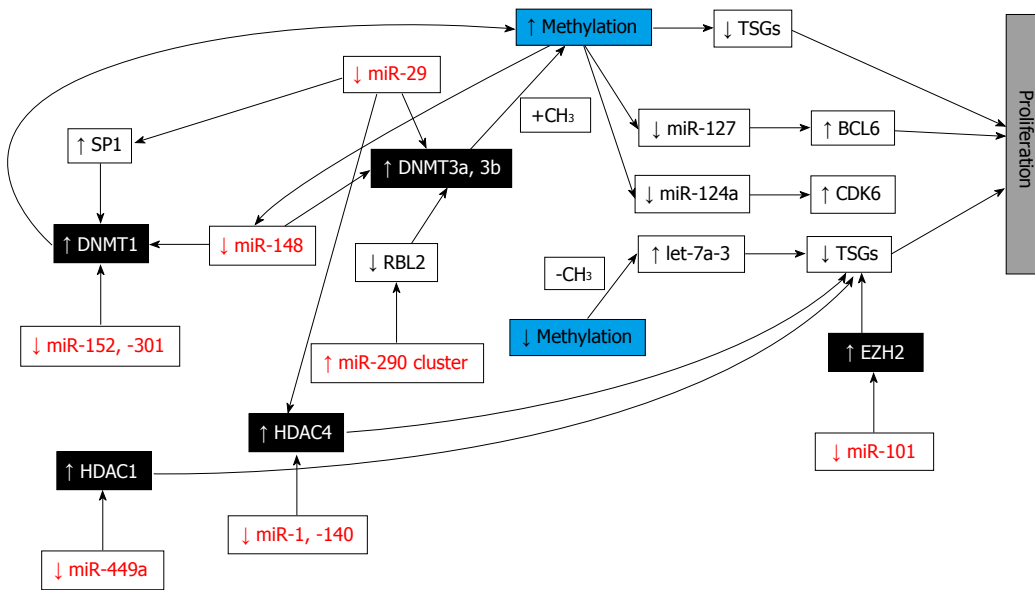 ↑ Methylation
↓ TSGs
↓ miR-29
+CH₃
↓ miR-127
↑ BCL6
↑ SP1
↑ DNMT3a, 3b
↓ miR-124a
↑ CDK6
Proliferation
↑ DNMT1
↓ miR-148
↓ RBL2
-CH₃
↑ let-7a-3
↓ TSGs
↓ miR-152, -301
↑ miR-290 cluster
↓ Methylation
↑ EZH2
↑ HDAC4
↓ miR-101
↑ HDAC1
↓ miR-1, -140
↓ miR-449a